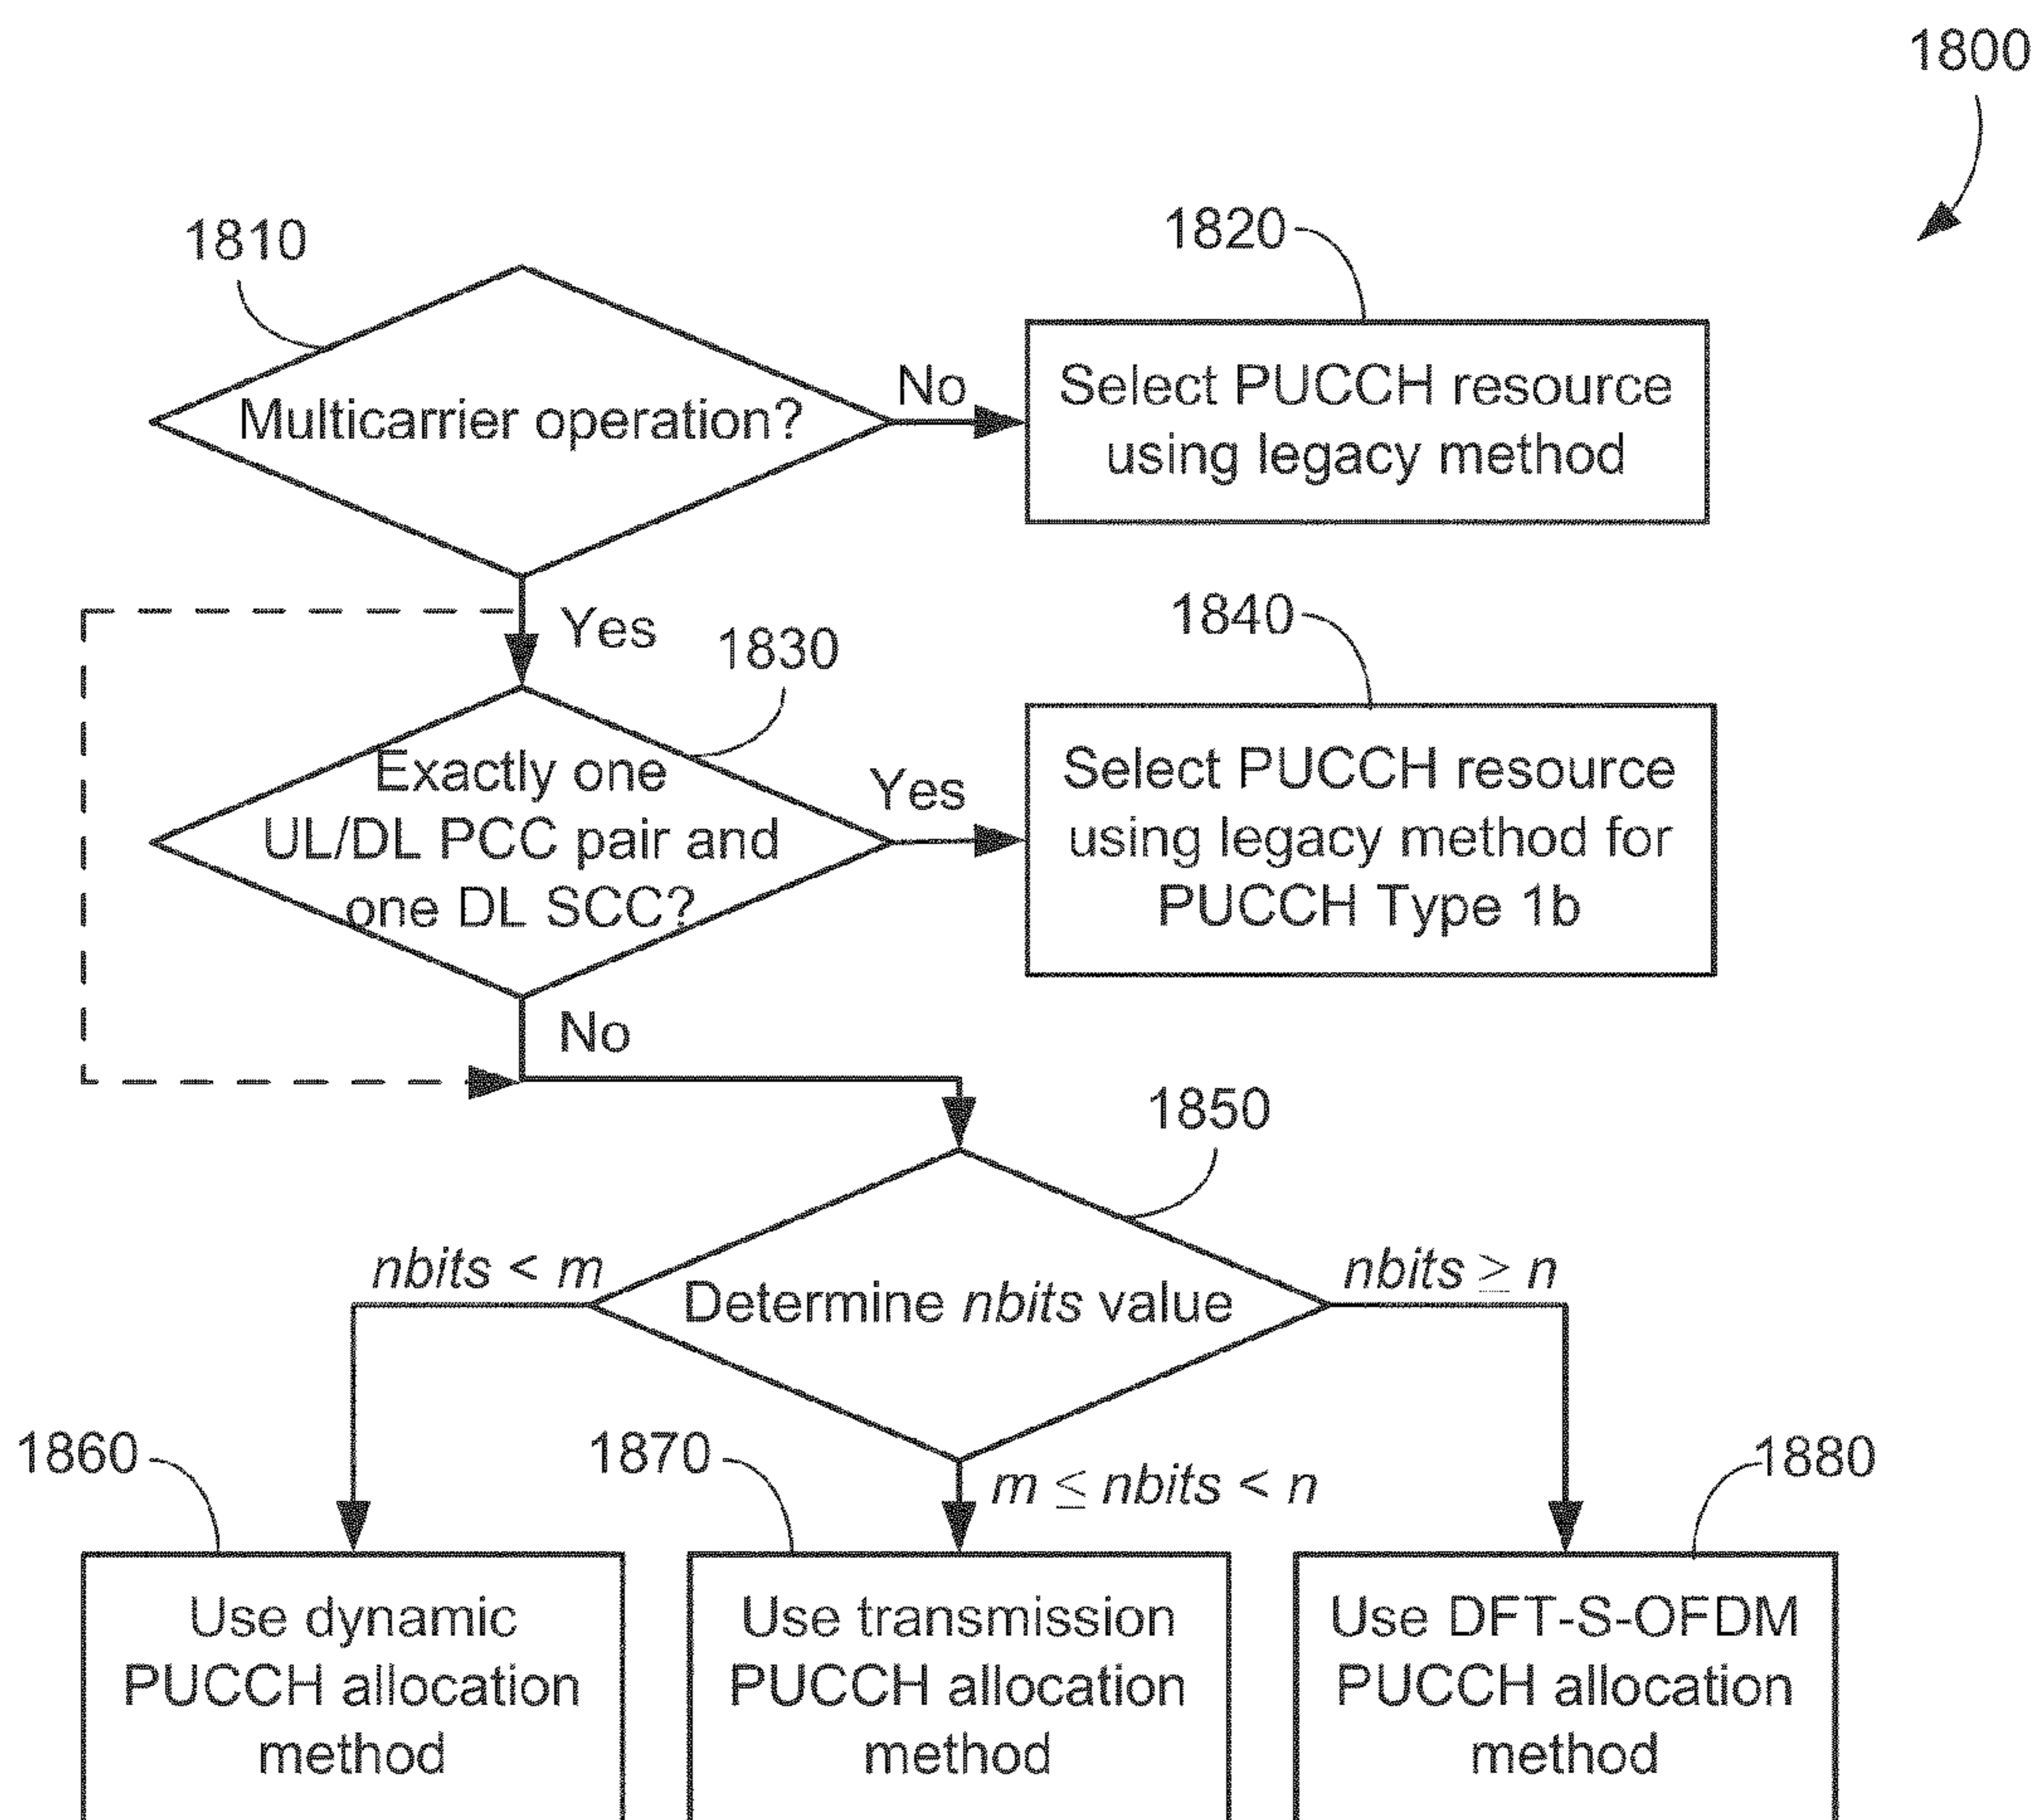 1800
1810
1820
Multicarrier operation?
No
Select PUCCH resource
using legacy method
Yes
1830
1840
Exactly one
UL/DL PCC pair and
one DL SCC?
Yes
Select PUCCH resource
using legacy method for
PUCCH Type 1b
No
1850
nbits < m
Determine nbits value
nbits ≥ n
m ≤ nbits < n
1860
1870
1880
Use dynamic
PUCCH allocation
method
Use transmission
PUCCH allocation
method
Use DFT-S-OFDM
PUCCH allocation
method